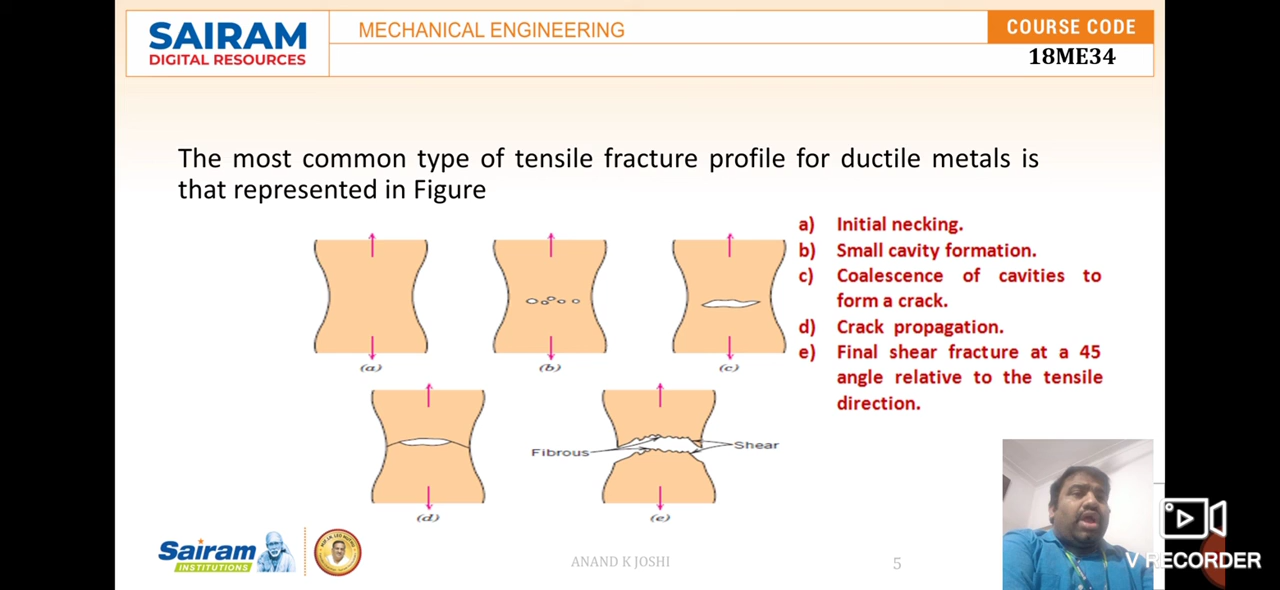 SAIRAM
DIGITAL RESOURCES
MECHANICAL ENGINEERING
COURSE CODE
18ME34
The most common type of tensile fracture profile for ductile metals is
that represented in Figure
a) Initial necking.
b) Small cavity formation.
c) Coalescence of cavities to
form a crack.
d) Crack propagation.
e) Final shear fracture at a 45
angle relative to the tensile
direction.
(a)
(b)
(c)
Fibrous
Shear
(d)
(e)
Sairam
INSTITUTIONS
ANAND K JOSHI
5
V RECORDER